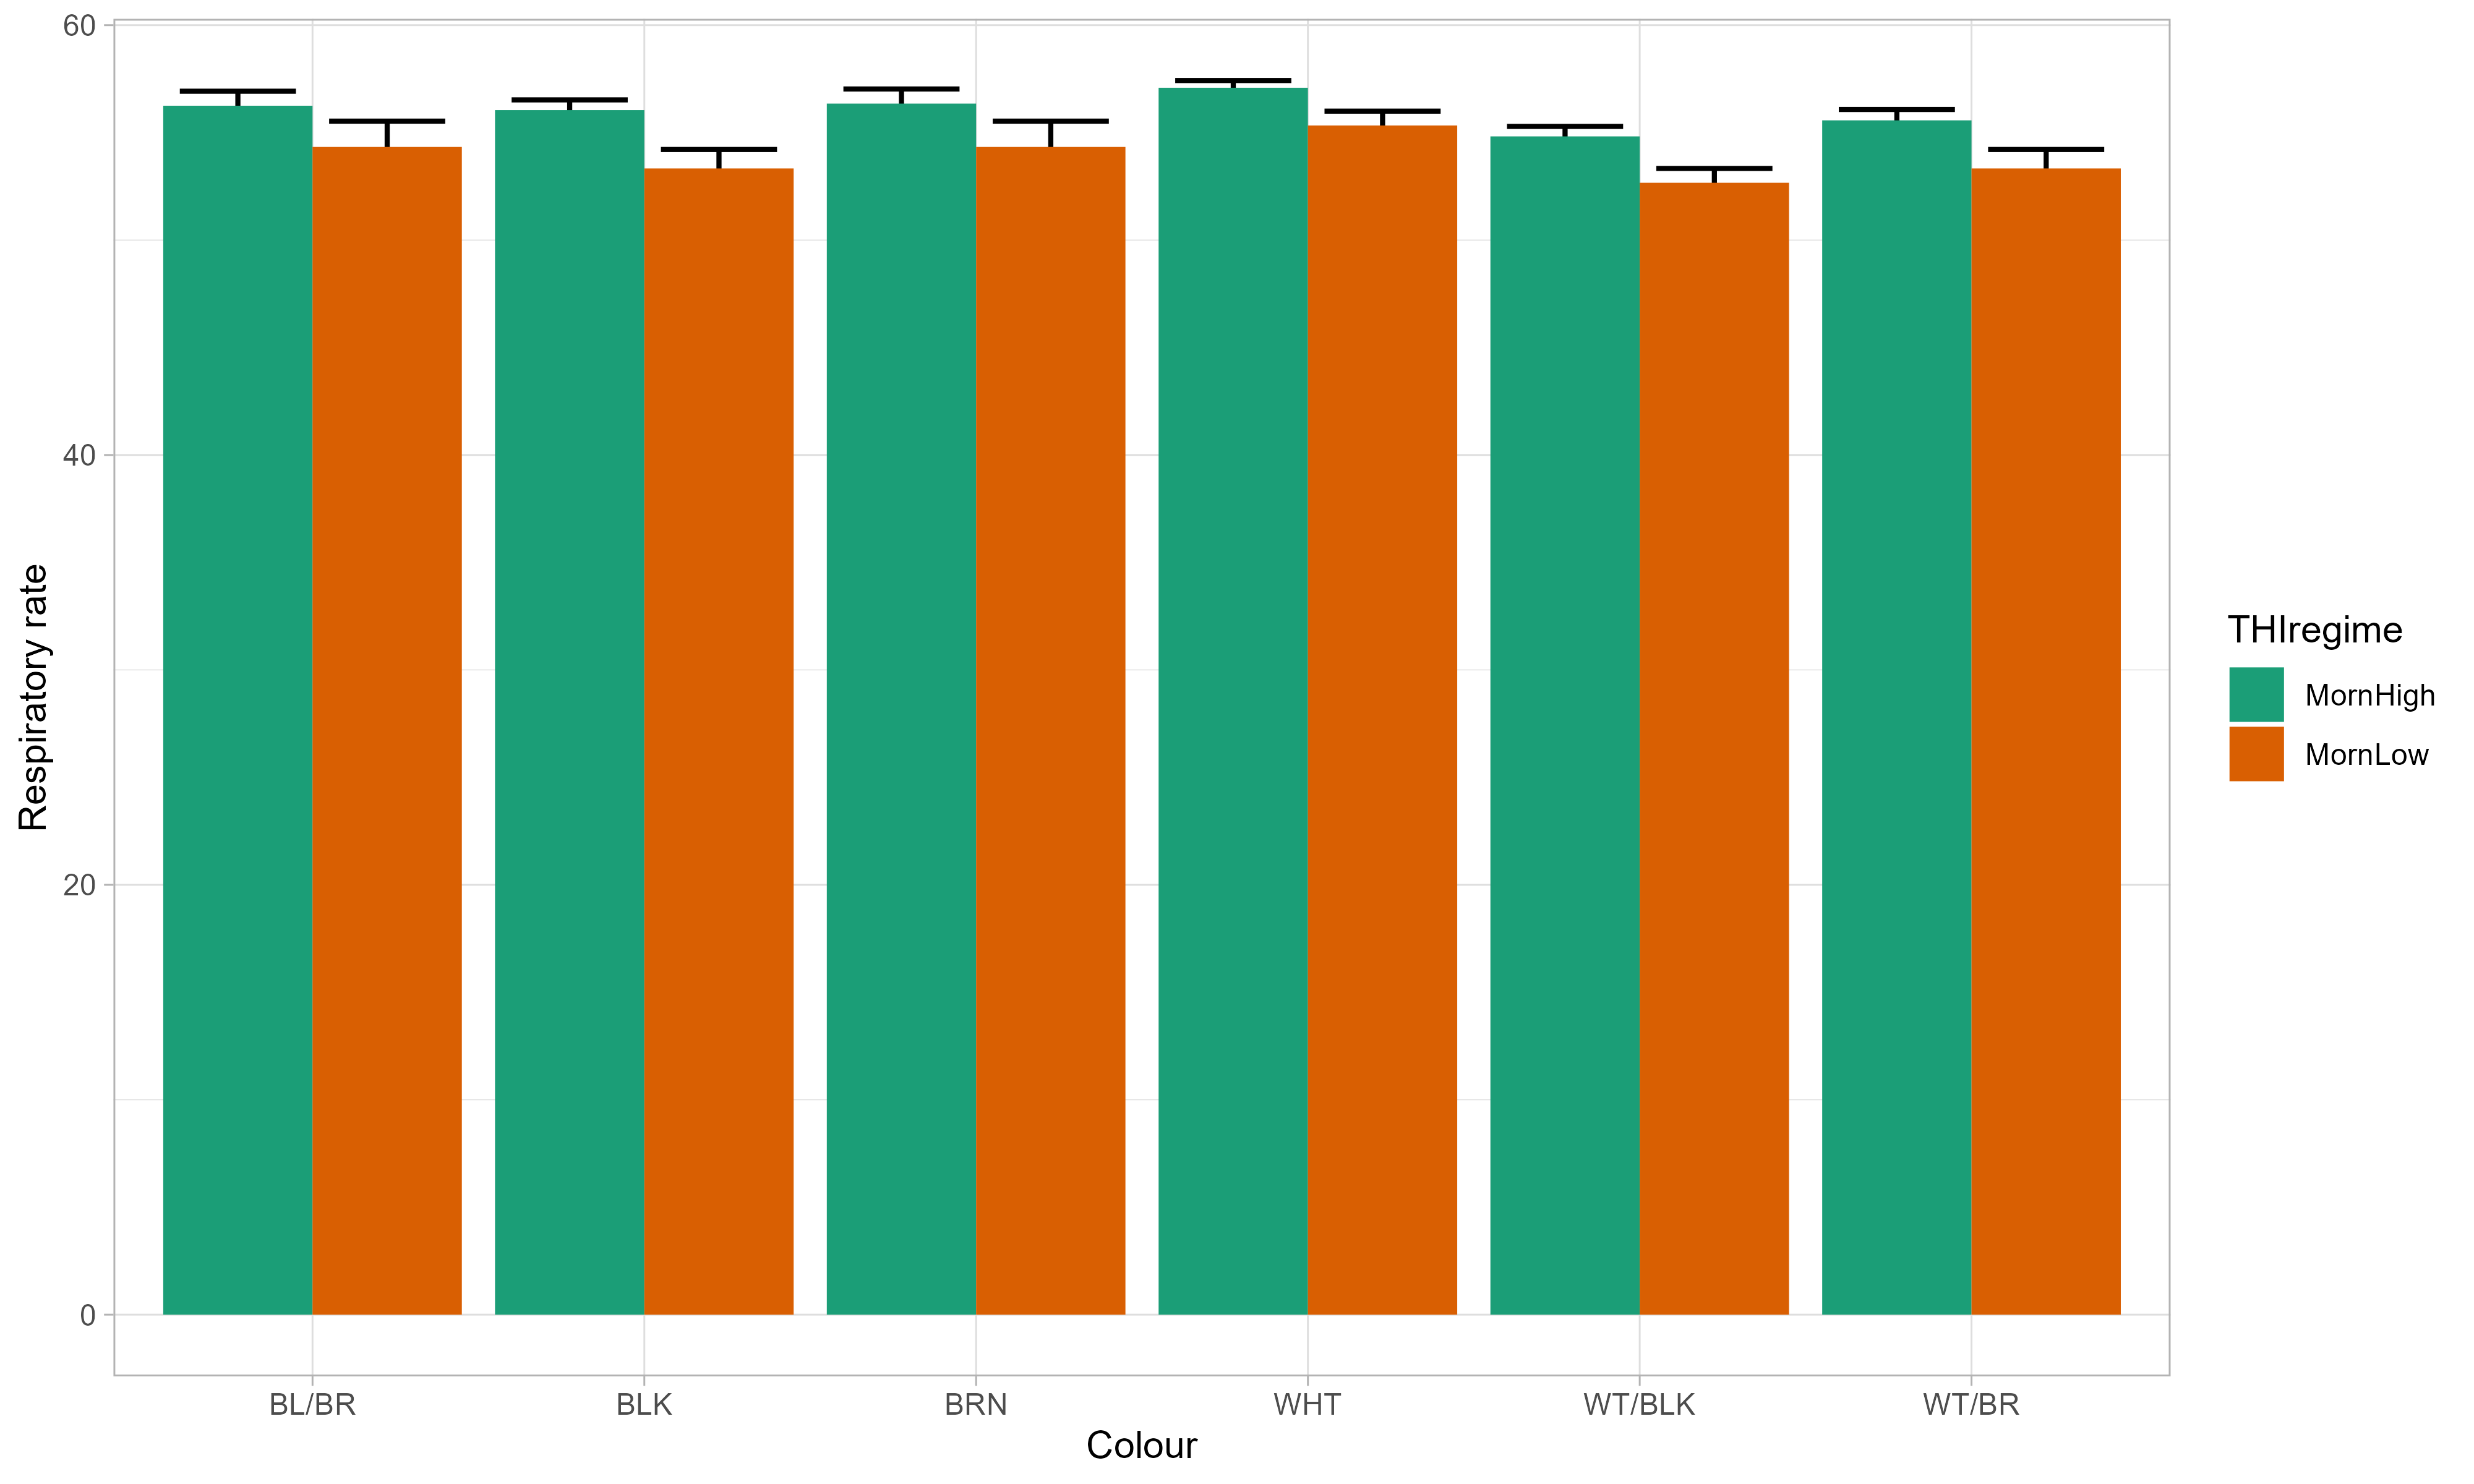 60
40
20
0
Respiratory rate
BL/BR
BLK
BRN
WHT
WT/BLK
WT/BR
Colour
THIregime
MornHigh
MornLow